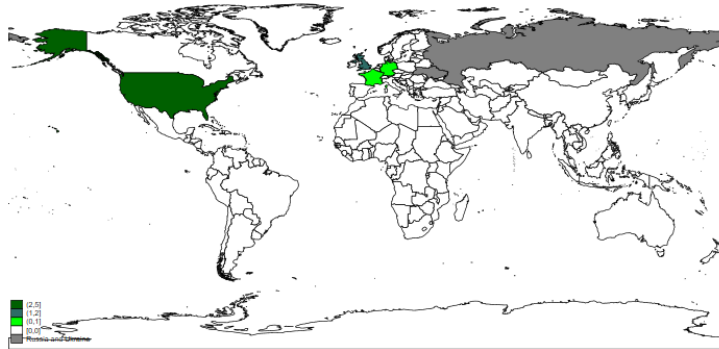 (2,5]
(1,2]
(0,1]
[0,0]
Russia and Ukraine